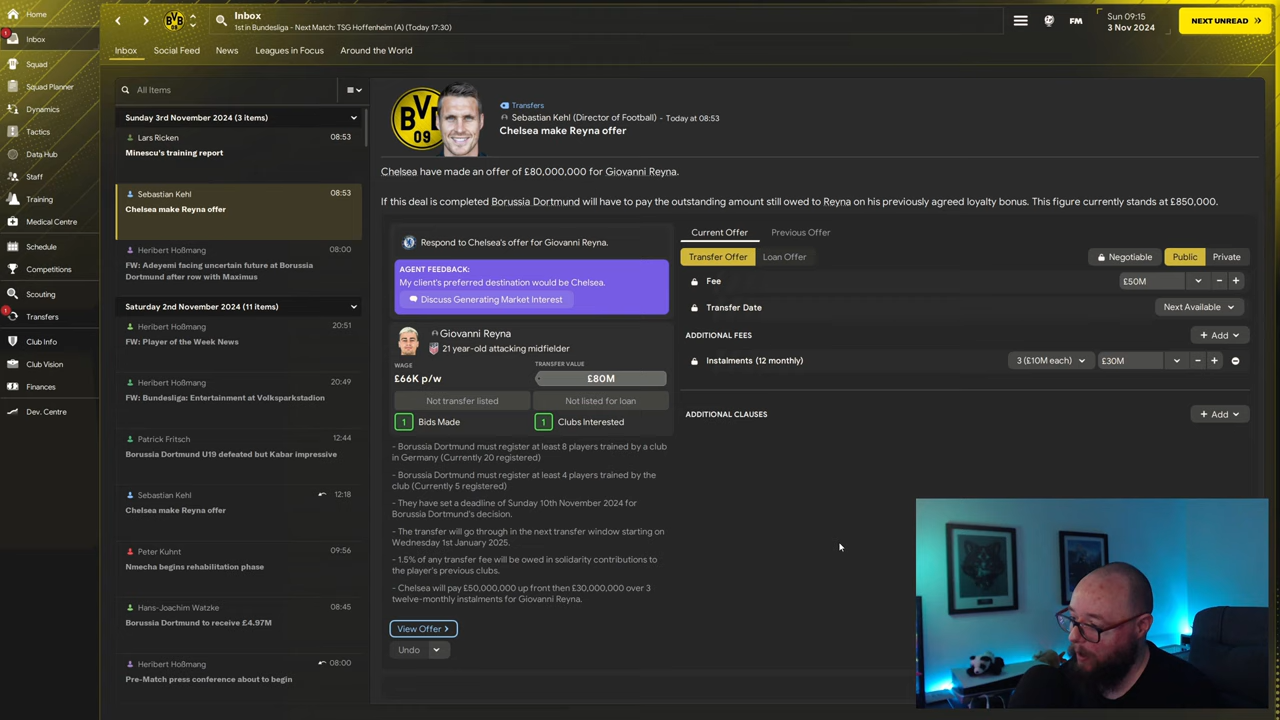 Home
Inbox
Squad
Squad Planner
Dynamics
Tactics
Data Hub
Staff
Training
Medical Centre
Schedule
Competitions
Scouting
Transfers
Club Info
Club Vision
Finances
Dev. Centre
1
1
BVB
09
Inbox
1st in Bundesliga - Next Match: TSG Hoffenheim (A) (Today 17:30)
FM
Sun 09:15
3 Nov 2024
NEXT UNREAD
Inbox
Social Feed
News
Leagues in Focus
Around the World
All Items
Sunday 3rd November 2024 (3 items)
Lars Ricken 08:53
Minescu's training report
Sebastian Kehl 08:53
Chelsea make Reyna offer
Heribert Hoßmang 08:00
FW: Adeyemi facing uncertain future at Borussia
Dortmund after row with Maximus
Saturday 2nd November 2024 (11 items)
Heribert Hoßmang 20:51
FW: Player of the Week News
Heribert Hoßmang 20:49
FW: Bundesliga: Entertainment at Volksparkstadion
Patrick Fritsch 12:44
Borussia Dortmund U19 defeated but Kabar impressive
Sebastian Kehl 12:18
Chelsea make Reyna offer
Peter Kuhnt 09:56
Nmecha begins rehabilitation phase
Hans-Joachim Watzke 08:45
Borussia Dortmund to receive £4.97M
Heribert Hoßmang 08:00
Pre-Match press conference about to begin
BVB
09
Transfers
Sebastian Kehl (Director of Football) - Today at 08:53
Chelsea make Reyna offer
Chelsea have made an offer of £80,000,000 for Giovanni Reyna.
If this deal is completed Borussia Dortmund will have to pay the outstanding amount still owed to Reyna on his previously agreed loyalty bonus. This figure currently stands at £850,000.
Respond to Chelsea's offer for Giovanni Reyna.
AGENT FEEDBACK:
My client's preferred destination would be Chelsea.
Discuss Generating Market Interest
Giovanni Reyna
21 year-old attacking midfielder
WAGE
£66K p/w
TRANSFER VALUE
£80M
Not transfer listed
Not listed for loan
1 Bids Made
1 Clubs Interested
- Borussia Dortmund must register at least 8 players trained by a club
in Germany (Currently 20 registered)
- Borussia Dortmund must register at least 4 players trained by the
club (Currently 5 registered)
- They have set a deadline of Sunday 10th November 2024 for
Borussia Dortmund's decision.
- The transfer will go through in the next transfer window starting on
Wednesday 1st January 2025.
- 1.5% of any transfer fee will be owed in solidarity contributions to
the player's previous clubs.
- Chelsea will pay £50,000,000 up front then £30,000,000 over 3
twelve-monthly instalments for Giovanni Reyna.
View Offer
Undo
Current Offer
Previous Offer
Transfer Offer
Loan Offer
Negotiable
Public
Private
Fee £50M
Transfer Date Next Available
ADDITIONAL FEES + Add
Instalments (12 monthly) 3 (£10M each) £30M
ADDITIONAL CLAUSES + Add